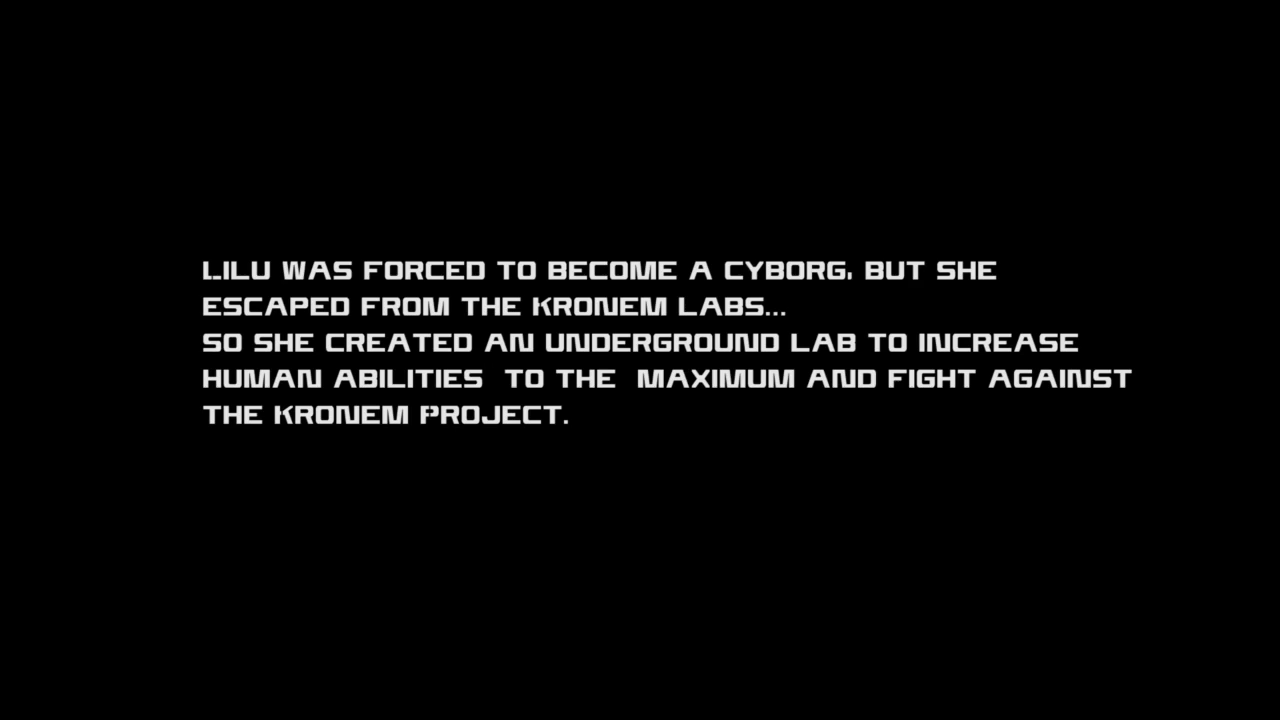 LILU WAS FORCED TO BECOME A CYBORG, BUT SHE
ESCAPED FROM THE KRONEM LABS...
SO SHE CREATED AN UNDERGROUND LAB TO INCREASE
HUMAN ABILITIES  TO THE  MAXIMUM AND FIGHT AGAINST
THE KRONEM PROJECT.